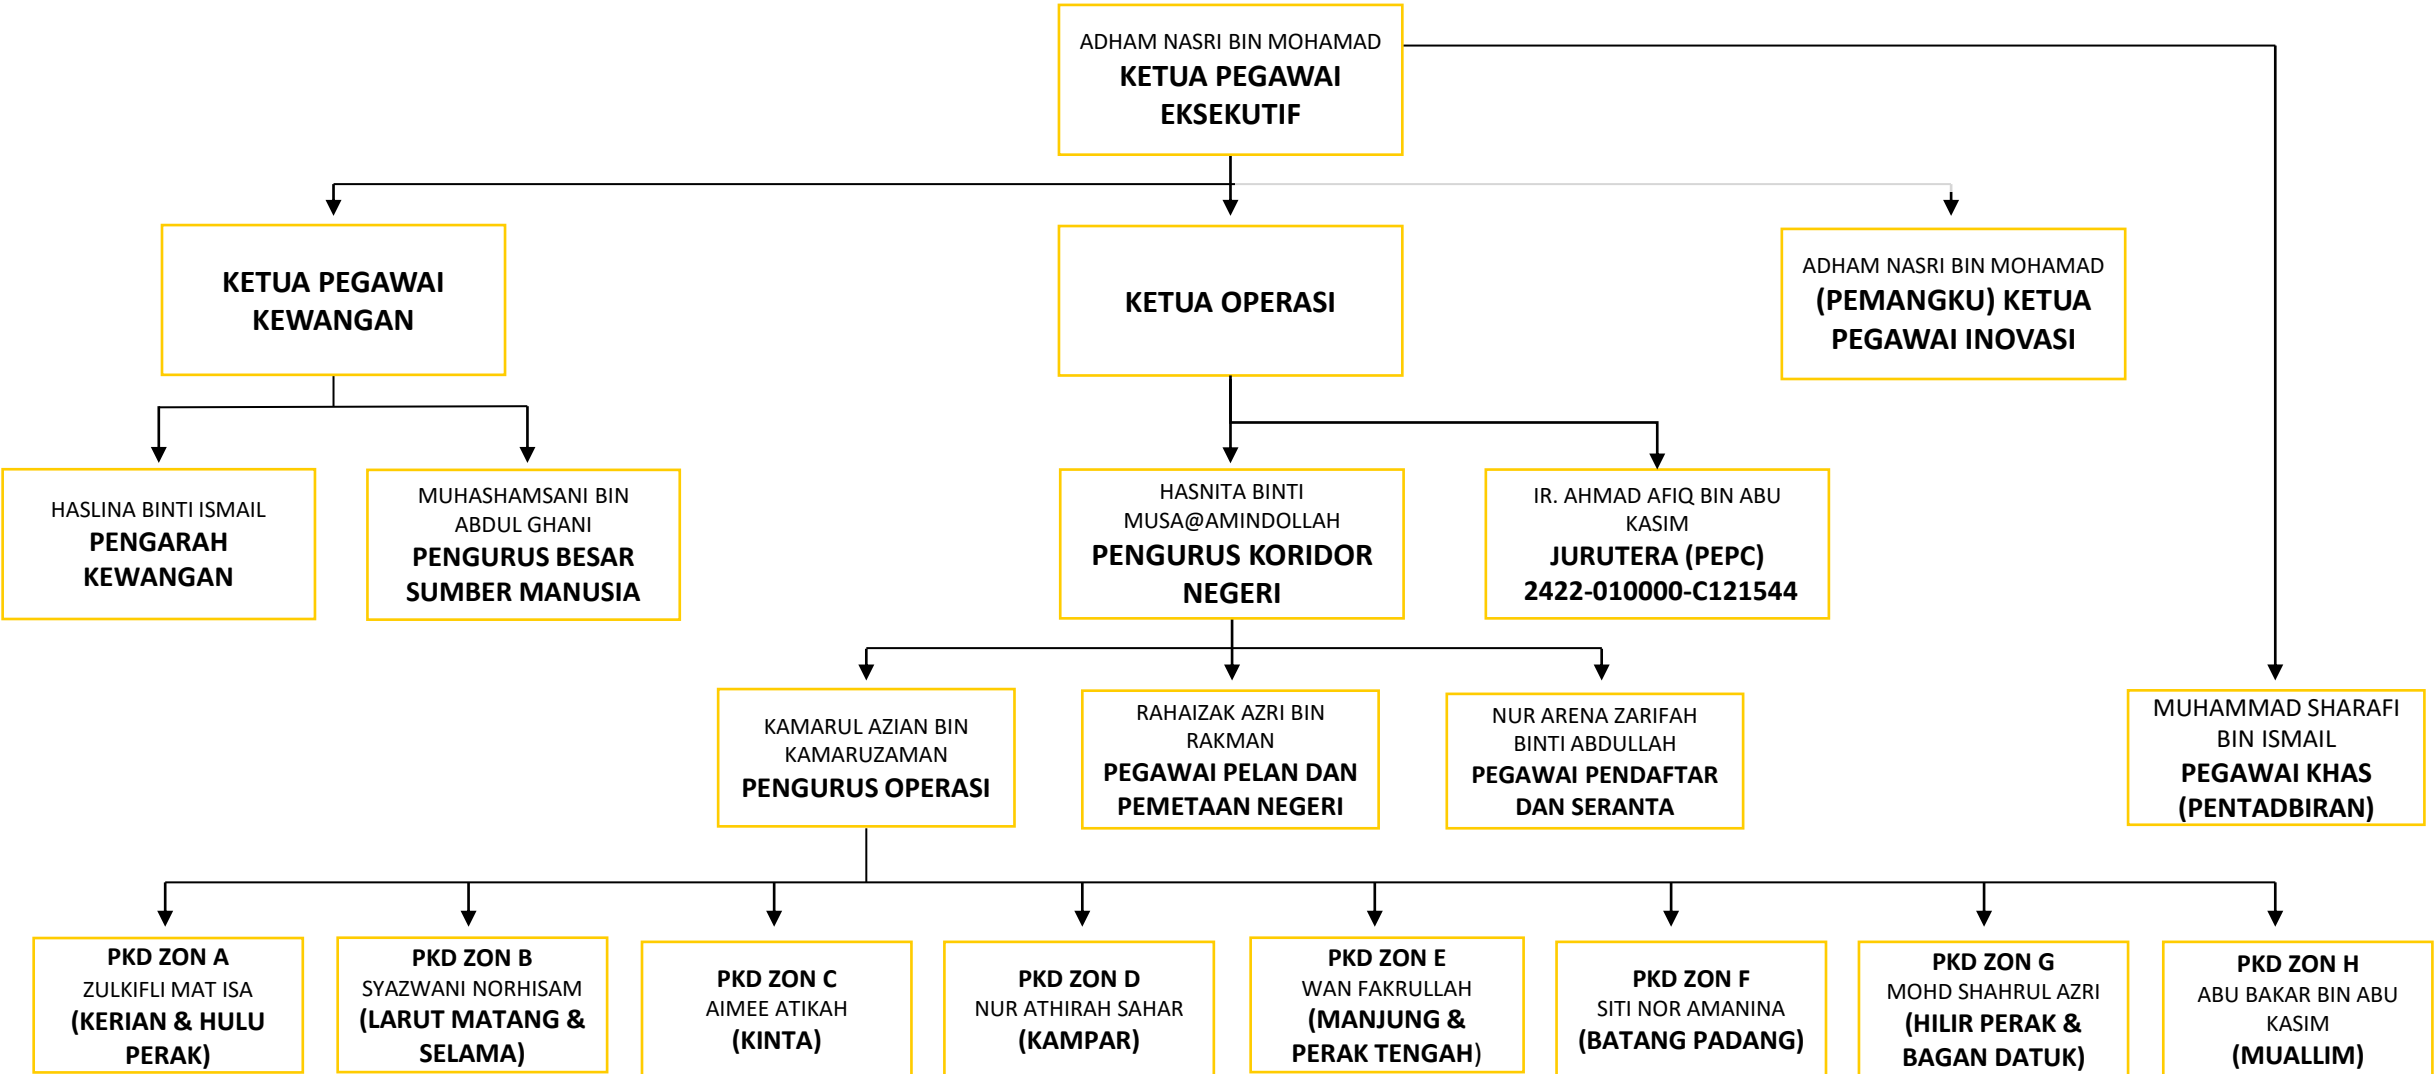 ADHAM NASRI BIN MOHAMAD
KETUA PEGAWAI
EKSEKUTIF
KETUA PEGAWAI
KEWANGAN
KETUA OPERASI
ADHAM NASRI BIN MOHAMAD
(PEMANGKU) KETUA
PEGAWAI INOVASI
HASLINA BINTI ISMAIL
PENGARAH
KEWANGAN
MUHASHAMSANI BIN
ABDUL GHANI
PENGURUS BESAR
SUMBER MANUSIA
HASNITA BINTI
MUSA@AMINDOLLAH
PENGURUS KORIDOR
NEGERI
IR. AHMAD AFIQ BIN ABU
KASIM
JURUTERA (PEPC)
2422-010000-C121544
KAMARUL AZIAN BIN
KAMARUZAMAN
PENGURUS OPERASI
RAHAIZAK AZRI BIN
RAKMAN
PEGAWAI PELAN DAN
PEMETAAN NEGERI
NUR ARENA ZARIFAH
BINTI ABDULLAH
PEGAWAI PENDAFTAR
DAN SERANTA
MUHAMMAD SHARAFI
BIN ISMAIL
PEGAWAI KHAS
(PENTADBIRAN)
PKD ZON A
ZULKIFLI MAT ISA
(KERIAN & HULU
PERAK)
PKD ZON B
SYAZWANI NORHISAM
(LARUT MATANG &
SELAMA)
PKD ZON C
AIMEE ATIKAH
(KINTA)
PKD ZON D
NUR ATHIRAH SAHAR
(KAMPAR)
PKD ZON E
WAN FAKRULLAH
(MANJUNG &
PERAK TENGAH)
PKD ZON F
SITI NOR AMANINA
(BATANG PADANG)
PKD ZON G
MOHD SHAHRUL AZRI
(HILIR PERAK &
BAGAN DATUK)
PKD ZON H
ABU BAKAR BIN ABU
KASIM
(MUALLIM)